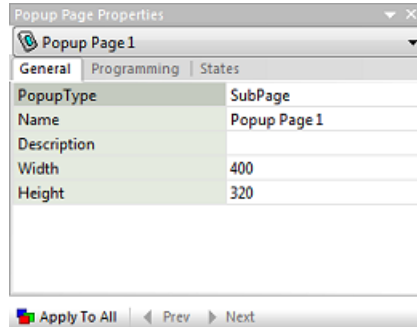 Popup Page Properties
Popup Page 1
General Programming States
PopupType SubPage
Name Popup Page 1
Description
Width 400
Height 320
Apply To All Prev Next